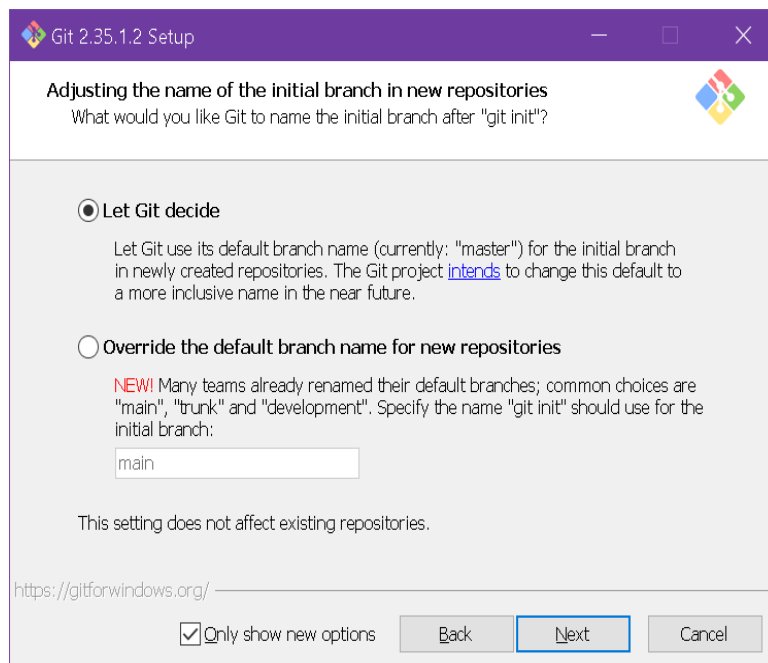 Git 2.35.1.2 Setup
Adjusting the name of the initial branch in new repositories
What would you like Git to name the initial branch after "git init"?
Let Git decide
Let Git use its default branch name (currently: "master") for the initial branch
in newly created repositories. The Git project intends to change this default to
a more inclusive name in the near future.
Override the default branch name for new repositories
NEW! Many teams already renamed their default branches; common choices are
"main", "trunk" and "development". Specify the name "git init" should use for the
initial branch:
main
This setting does not affect existing repositories.
https://gitforwindows.org/
Only show new options Back Next Cancel